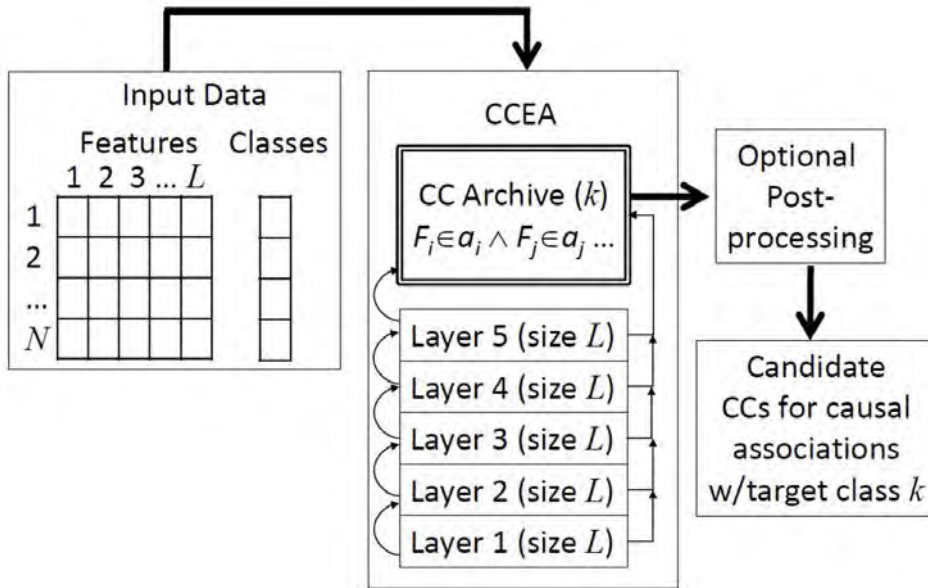 Input Data
Features Classes
1 2 3 ... L
1
2
...
N
CCEA
CC Archive (k)
Fᵢ∈aᵢ ∧ Fⱼ∈aⱼ ...
Layer 5 (size L)
Layer 4 (size L)
Layer 3 (size L)
Layer 2 (size L)
Layer 1 (size L)
Optional
Post-
processing
Candidate
CCs for causal
associations
w/target class k